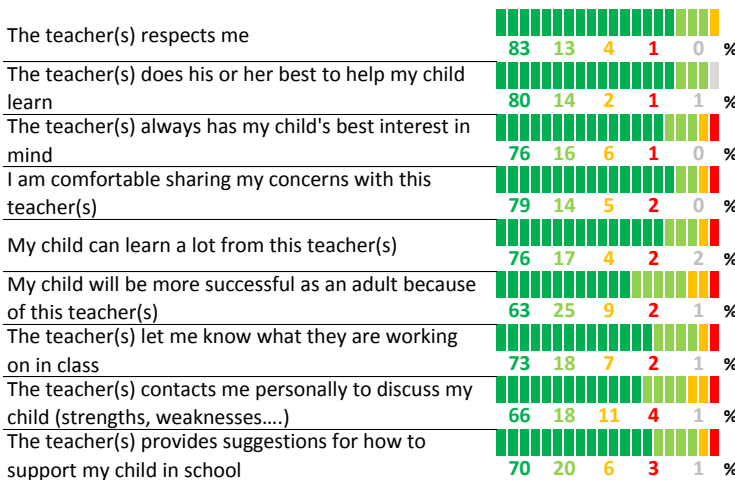 The teacher(s) respects me
83 13 4 1 0 %
The teacher(s) does his or her best to help my child
learn
80 14 2 1 1 %
The teacher(s) always has my child's best interest in
mind
76 16 6 1 0 %
I am comfortable sharing my concerns with this
teacher(s)
79 14 5 2 0 %
My child can learn a lot from this teacher(s)
76 17 4 2 2 %
My child will be more successful as an adult because
of this teacher(s)
63 25 9 2 1 %
The teacher(s) let me know what they are working
on in class
73 18 7 2 1 %
The teacher(s) contacts me personally to discuss my
child (strengths, weaknesses....)
66 18 11 4 1 %
The teacher(s) provides suggestions for how to
support my child in school
70 20 6 3 1 %